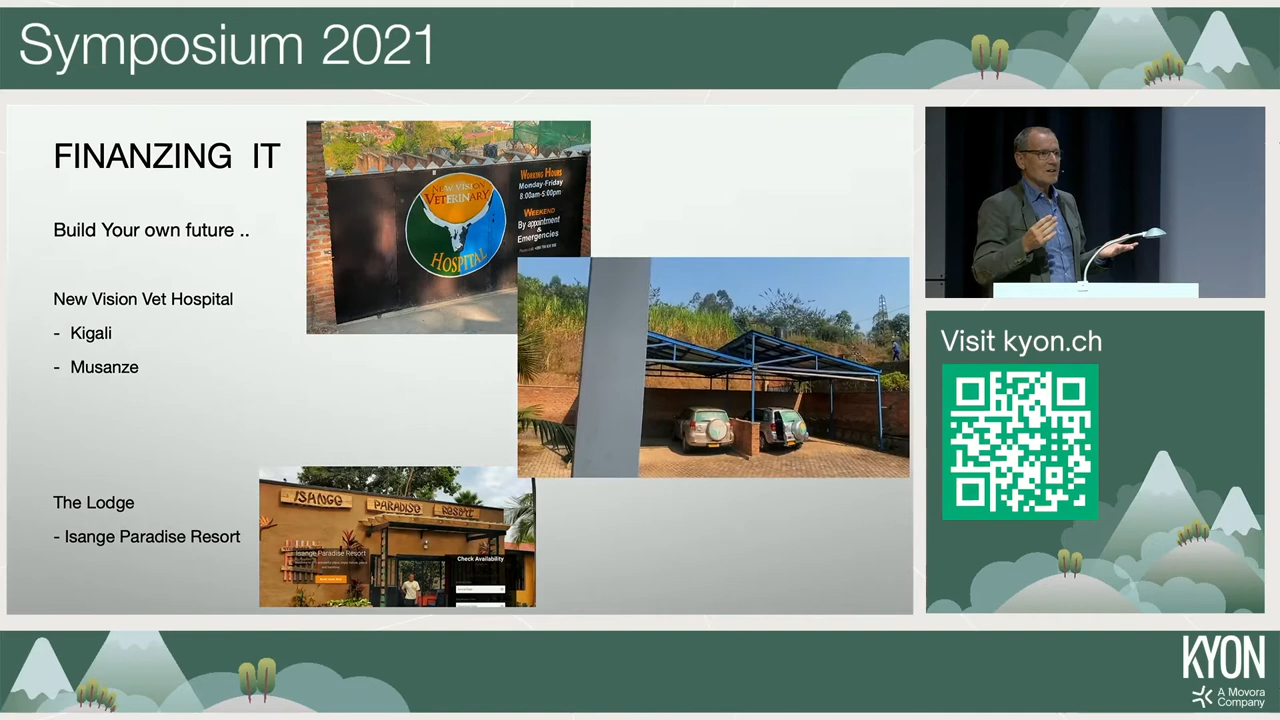 Symposium 2021
FINANZING IT
Build Your own future ..
New Vision Vet Hospital
- Kigali
- Musanze
The Lodge
- Isange Paradise Resort
NEW VISION
VETERINARY
HOSPITAL
WORKING HOURS
Monday-Friday
8:00am-5:00pm
WEEKEND
By appointment
&
Emergencies
ISANGE PARADISE RESORT
Isange Paradise Resort
Check Availability
Visit kyon.ch
KYON
A Movora
Company